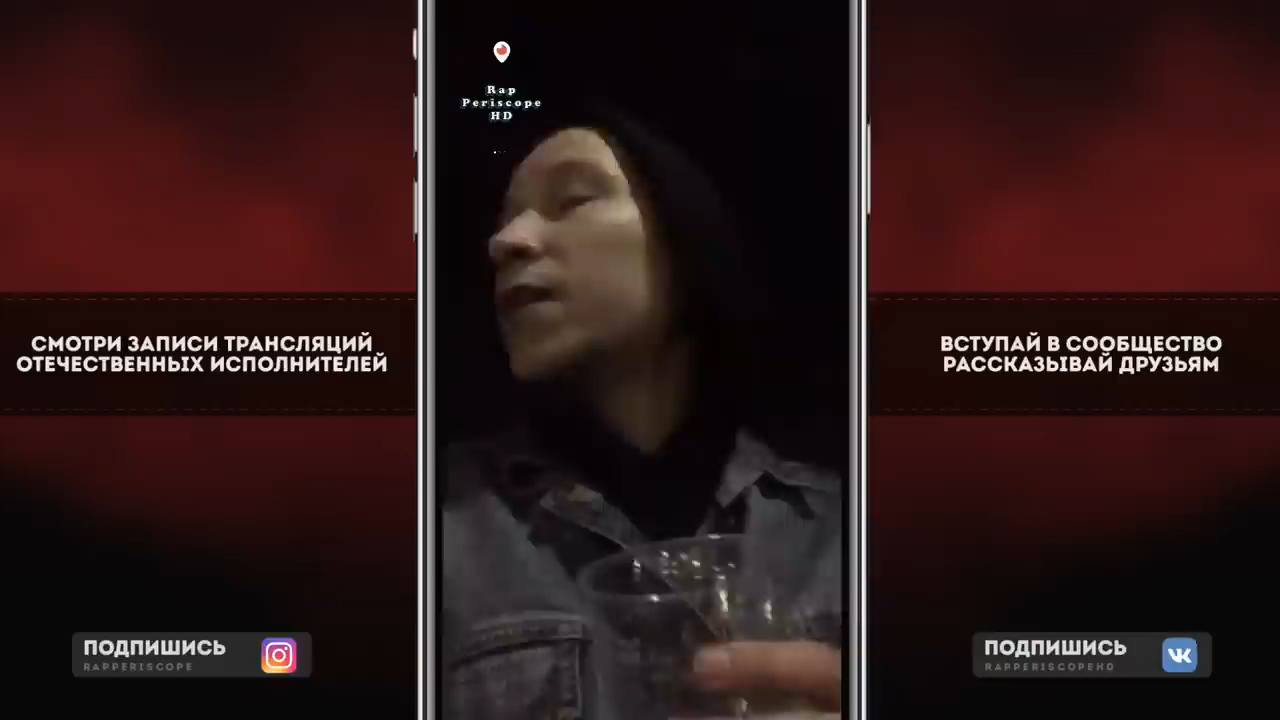 Rap
Periscope
HD
СМОТРИ ЗАПИСИ ТРАНСЛЯЦИЙ
ОТЕЧЕСТВЕННЫХ ИСПОЛНИТЕЛЕЙ
ВСТУПАЙ В СООБЩЕСТВО
РАССКАЗЫВАЙ ДРУЗЬЯМ
ПОДПИШИСЬ
RAPPERISCOPE
ПОДПИШИСЬ
RAPPERISCOPEHD